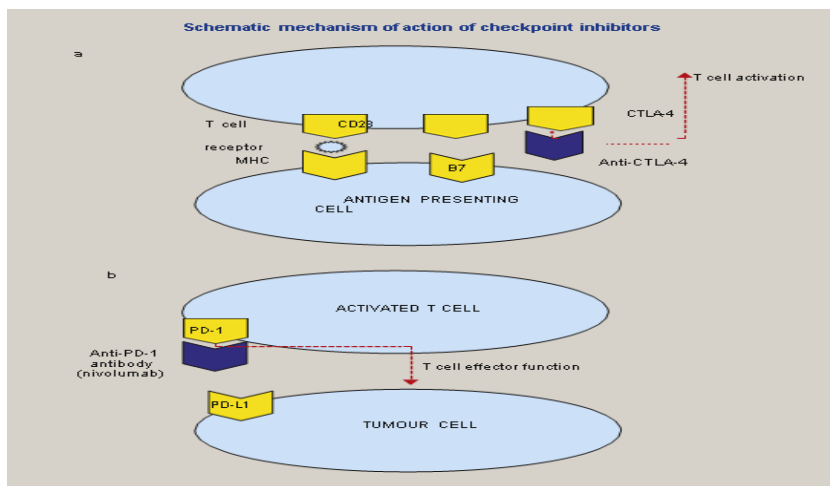 Schematic mechanism of action of checkpoint inhibitors
a
T cell activation
T cell
CD28
CTLA-4
receptor
MHC
B7
Anti-CTLA-4
ANTIGEN PRESENTING
CELL
b
ACTIVATED T CELL
PD-1
Anti-PD-1
antibody
(nivolumab)
T cell effector function
PD-L1
TUMOUR CELL